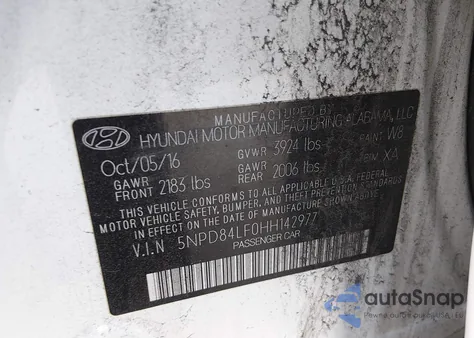 MANUFACTURED BY
HYUNDAI MOTOR MANUFACTURING ALABAMA, LLC
Oct/05/16 GVWR 3924 lbs PAINT W8
GAWR FRONT 2183 lbs GAWR REAR 2006 lbs TRIM XA
THIS VEHICLE CONFORMS TO ALL APPLICABLE U.S.A. FEDERAL
MOTOR VEHICLE SAFETY, BUMPER, AND THEFT PREVENTION STANDARDS
IN EFFECT ON THE DATE OF MANUFACTURE SHOWN ABOVE.
V.I.N 5NPD84LF0HH142977
PASSENGER CAR
autaSnap